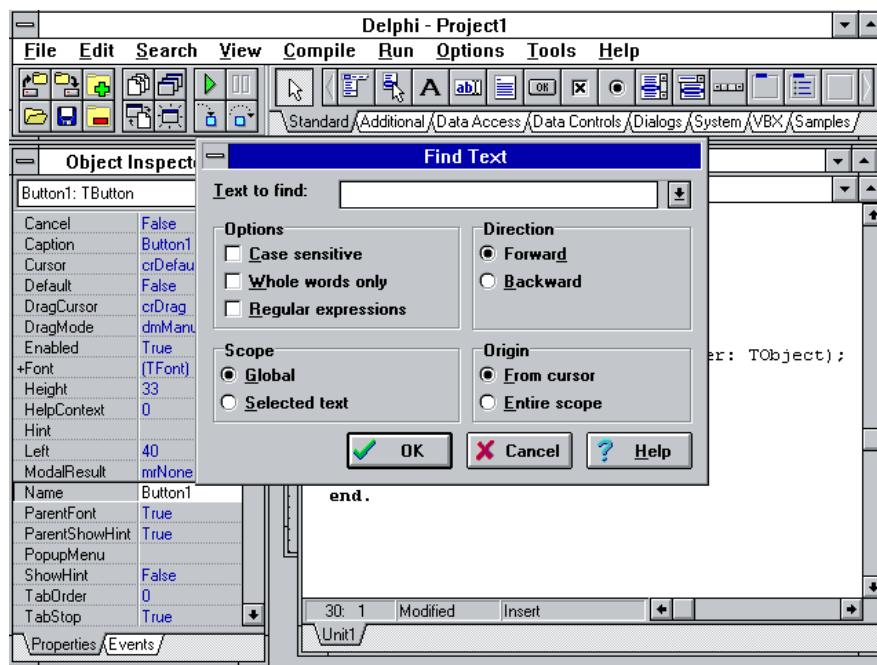 Delphi - Project1
File Edit Search View Compile Run Options Tools Help
A ab OK
Standard Additional Data Access Data Controls Dialogs System VBX Samples
Object Inspect
Button1: TButton
Cancel False
Caption Button1
Cursor crDefau
Default False
DragCursor crDrag
DragMode dmManu
Enabled True
+Font (TFont)
Height 33
HelpContext 0
Hint
Left 40
ModalResult mrNone
Name Button1
ParentFont True
ParentShowHint True
PopupMenu
ShowHint False
TabOrder 0
TabStop True
Properties Events
Find Text
Text to find:
Options
Case sensitive
Whole words only
Regular expressions
Direction
Forward
Backward
Scope
Global
Selected text
Origin
From cursor
Entire scope
OK Cancel Help
er: TObject);
end.
30: 1 Modified Insert
Unit1